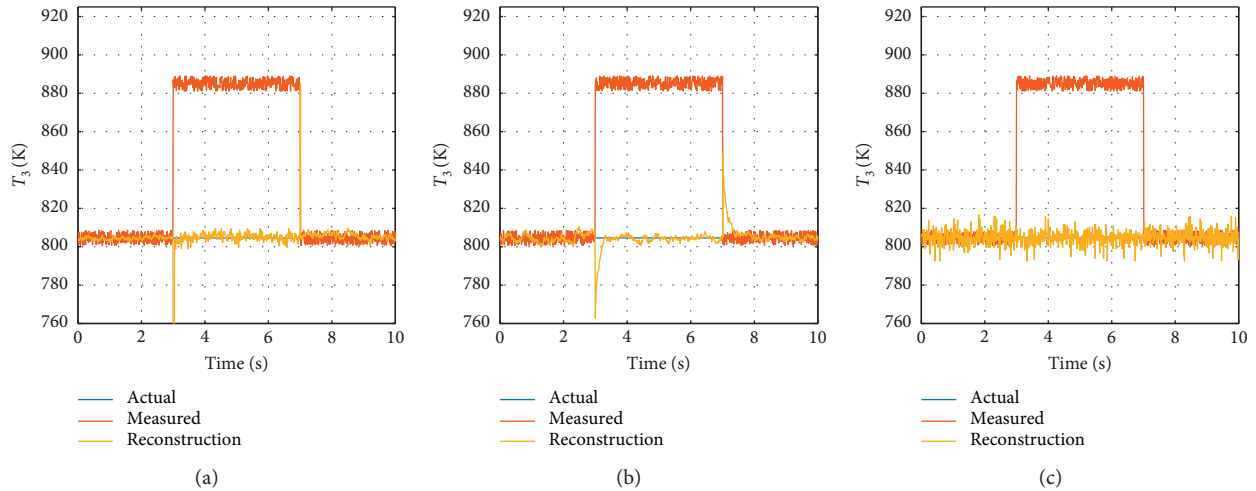 920
900
880
860
840
820
800
780
760
T3 (K)
0 2 4 6 8 10
Time (s)
Actual
Measured
Reconstruction
(a)
920
900
880
860
840
820
800
780
760
T3 (K)
0 2 4 6 8 10
Time (s)
Actual
Measured
Reconstruction
(b)
920
900
880
860
840
820
800
780
760
T3 (K)
0 2 4 6 8 10
Time (s)
Actual
Measured
Reconstruction
(c)